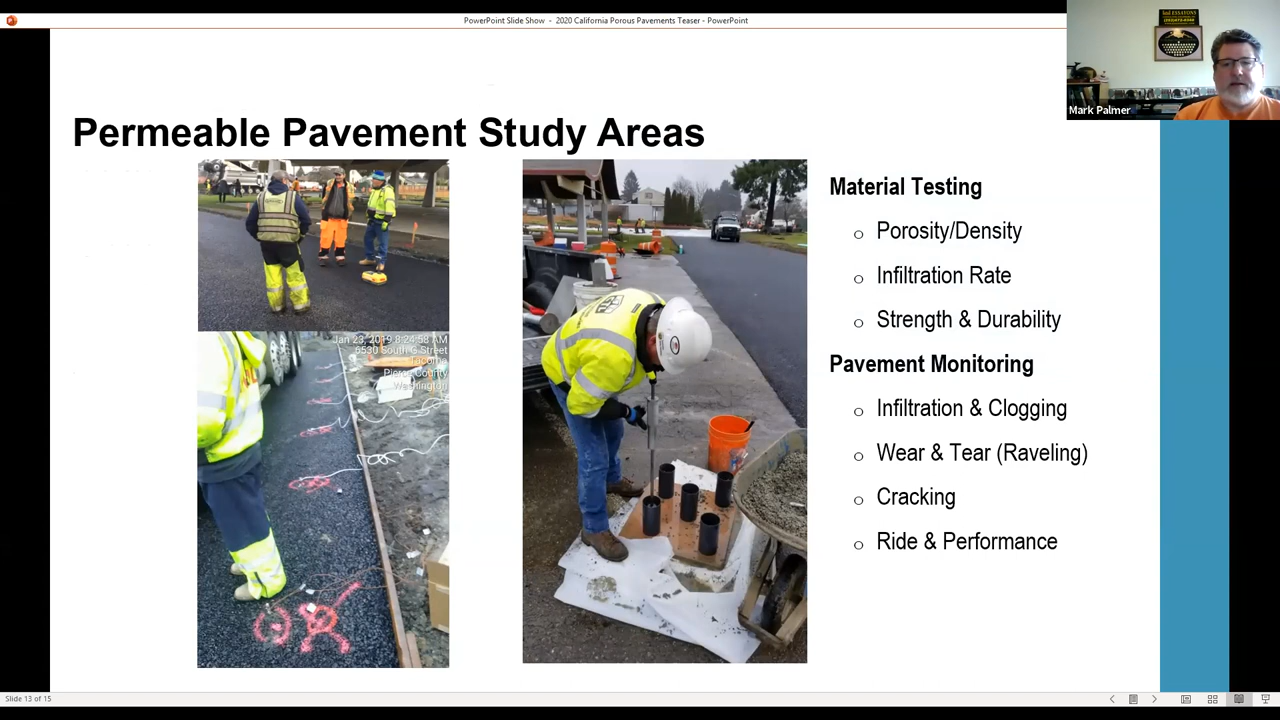 PowerPoint Slide Show - 2020 California Porous Pavements Teaser - PowerPoint
Mark Palmer
Permeable Pavement Study Areas
Jan 23, 2019 8:24:58 AM
5530 South G Street
Tacoma
Pierce County
Washington
Material Testing
Porosity/Density
Infiltration Rate
Strength & Durability
Pavement Monitoring
Infiltration & Clogging
Wear & Tear (Raveling)
Cracking
Ride & Performance
Slide 13 of 15